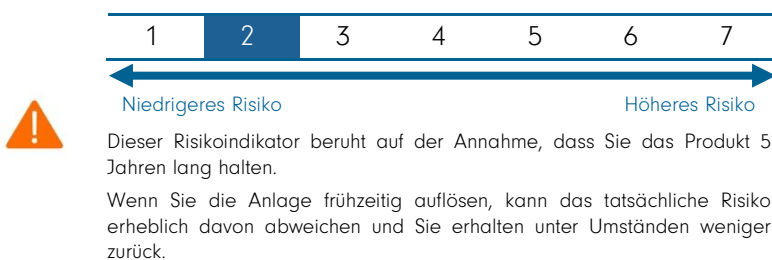 1 2 3 4 5 6 7
Niedrigeres Risiko Höheres Risiko
Dieser Risikoindikator beruht auf der Annahme, dass Sie das Produkt 5
Jahren lang halten.
Wenn Sie die Anlage frühzeitig auflösen, kann das tatsächliche Risiko
erheblich davon abweichen und Sie erhalten unter Umständen weniger
zurück.